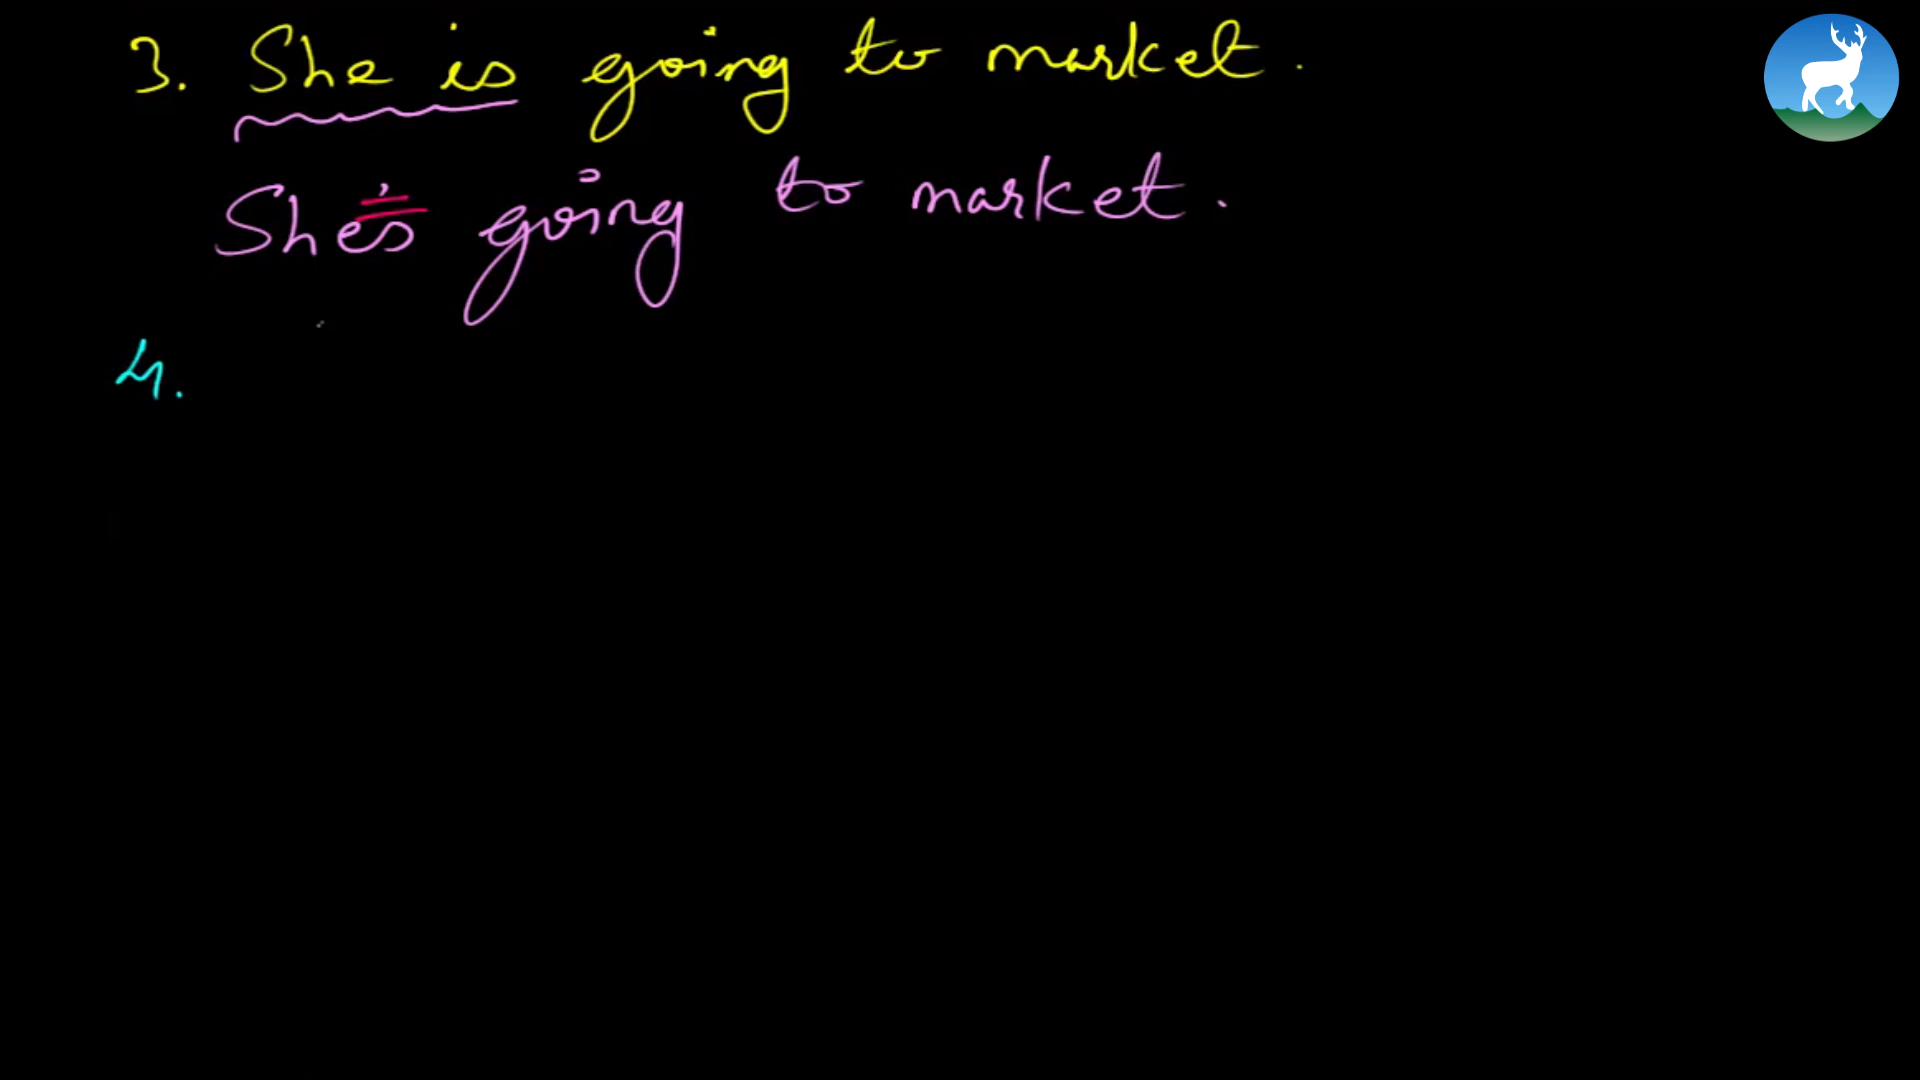 3. She is going to market.
She's going to market.
4.